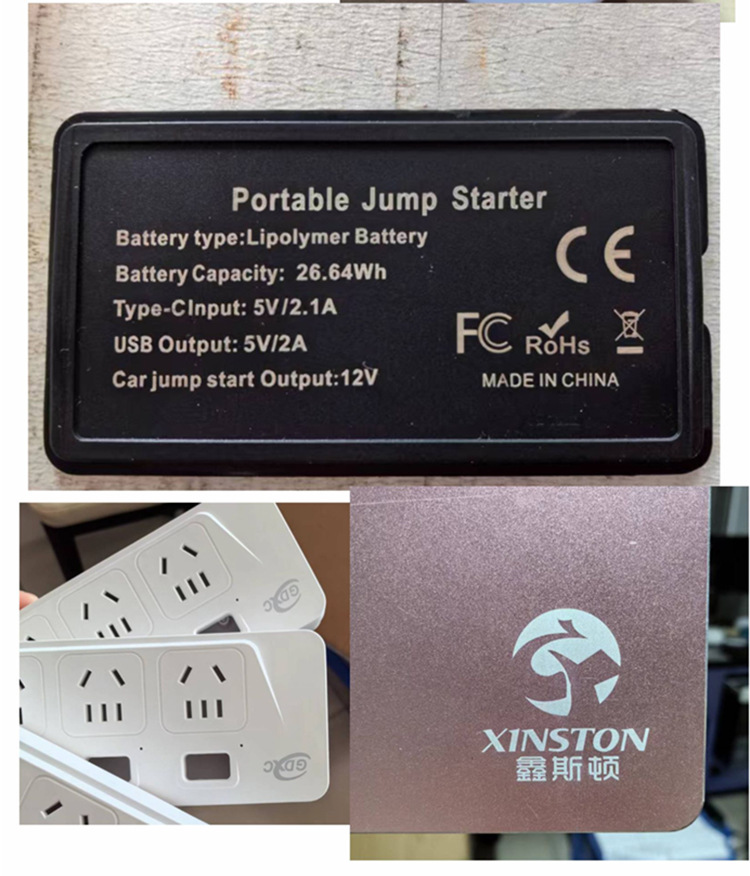 Portable Jump Starter
Battery type:Lipolymer Battery
Battery Capacity: 26.64Wh
Type-CInput: 5V/2.1A
USB Output: 5V/2A
Car jump start Output:12V
CE
FC
RoHs
MADE IN CHINA
GDXC
GDXC
XINSTON
鑫斯顿